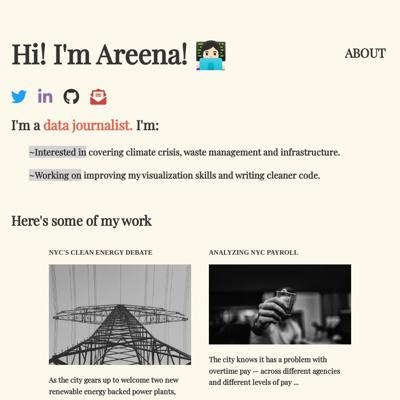 Hi! I'm Areena!
ABOUT
I'm a data journalist. I'm:
~Interested in covering climate crisis, waste management and infrastructure.
~Working on improving my visualization skills and writing cleaner code.
Here's some of my work
NYC'S CLEAN ENERGY DEBATE
As the city gears up to welcome two new
renewable energy backed power plants,
ANALYZING NYC PAYROLL
The city knows it has a problem with
overtime pay — across different agencies
and different levels of pay ...